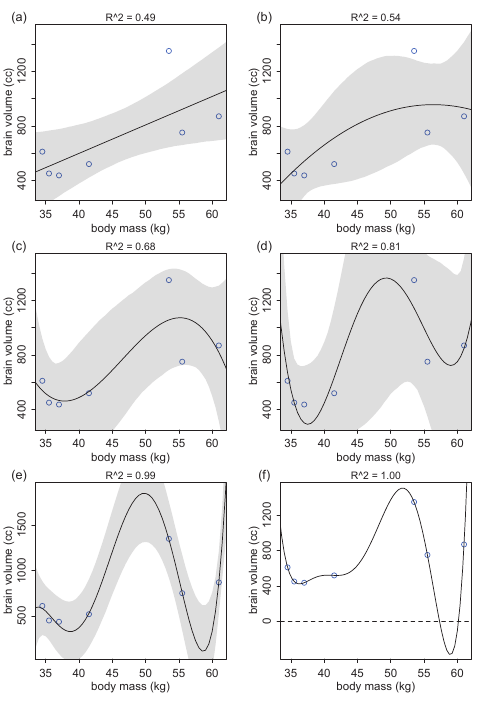 (a) R^2 = 0.49
brain volume (cc)
1200
800
400
35 40 45 50 55 60
body mass (kg)
(b) R^2 = 0.54
brain volume (cc)
1200
800
400
35 40 45 50 55 60
body mass (kg)
(c) R^2 = 0.68
brain volume (cc)
1200
800
400
35 40 45 50 55 60
body mass (kg)
(d) R^2 = 0.81
brain volume (cc)
1200
800
400
35 40 45 50 55 60
body mass (kg)
(e) R^2 = 0.99
brain volume (cc)
1500
1000
500
35 40 45 50 55 60
body mass (kg)
(f) R^2 = 1.00
brain volume (cc)
1200
800
400
0
35 40 45 50 55 60
body mass (kg)